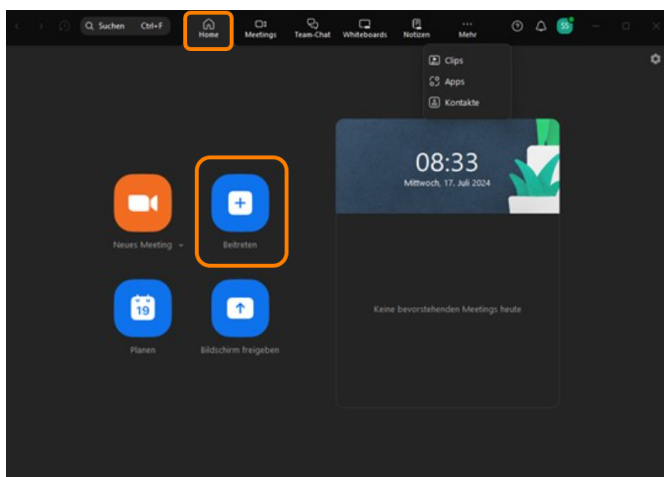 Suchen Ctrl+F
Home
Meetings
Team-Chat
Whiteboards
Notizen
Mehr
SS
Clips
Apps
Kontakte
08:33
Mittwoch, 17. Juli 2024
Neues Meeting
Beitreten
19
Planen
Bildschirm freigeben
Keine bevorstehenden Meetings heute